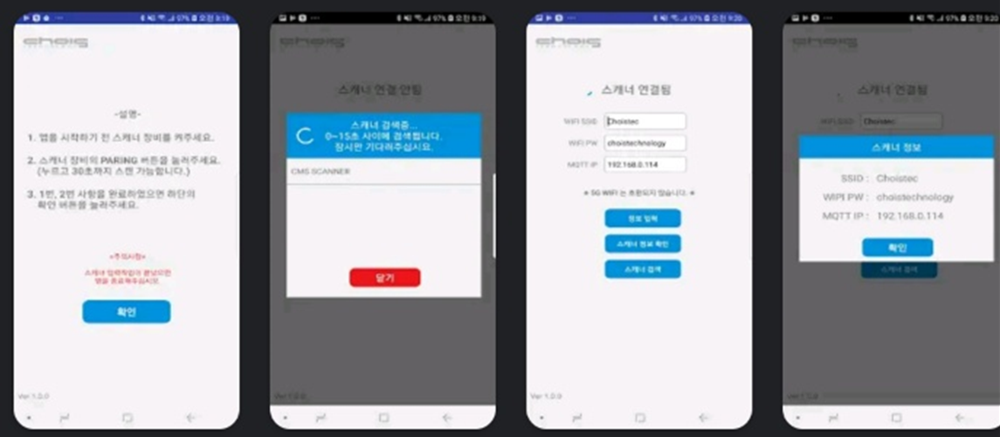 오전 9:19
chois
-설명-
1. 앱을 시작하기 전 스캐너 장비를 켜주세요.
2. 스캐너 장비의 PARING 버튼을 눌러주세요.
(누르고 30초까지 스캔 가능합니다.)
3. 1번, 2번 사항을 완료하였으면 하단의
확인 버튼을 눌러주세요.
*주의사항*
스캐너 입력작업이 끝났으면
앱을 종료해주십시오
확인
Ver 1.0.0
97% 오전 9:19
스캐너 연결 안됨
스캐너 검색중...
0~15초 사이에 검색됩니다.
잠시만 기다려주십시요.
CMS SCANNER
닫기
Ver 1.0.0
97% 오전 9:20
chois
스캐너 연결됨
WIFI SSID Choistec
WIFI PW choistechnology
MQTT IP 192.168.0.114
* 5G WIFI 는 호환되지 않습니다. *
정보 입력
스캐너 정보 확인
스캐너 검색
Ver 1.0.0
97% 오전 9:20
스캐너 연결됨
WIFI SSID Choistec
스캐너 정보
SSID : Choistec
WIPI PW : choistechnology
MQTT IP : 192.168.0.114
확인
스캐너 검색